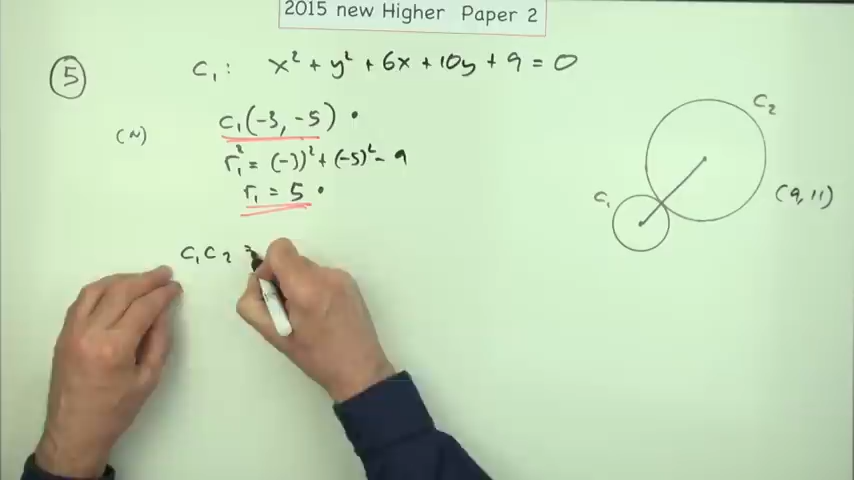 2015 new Higher Paper 2
5
C₁ : x² + y² + 6x + 10y + 9 = 0
(N)
C₁(-3, -5) •
r₁² = (-3)² + (-5)² - 9
r₁ = 5 •
C₁C₂ =
C₂
C₁
(9, 11)